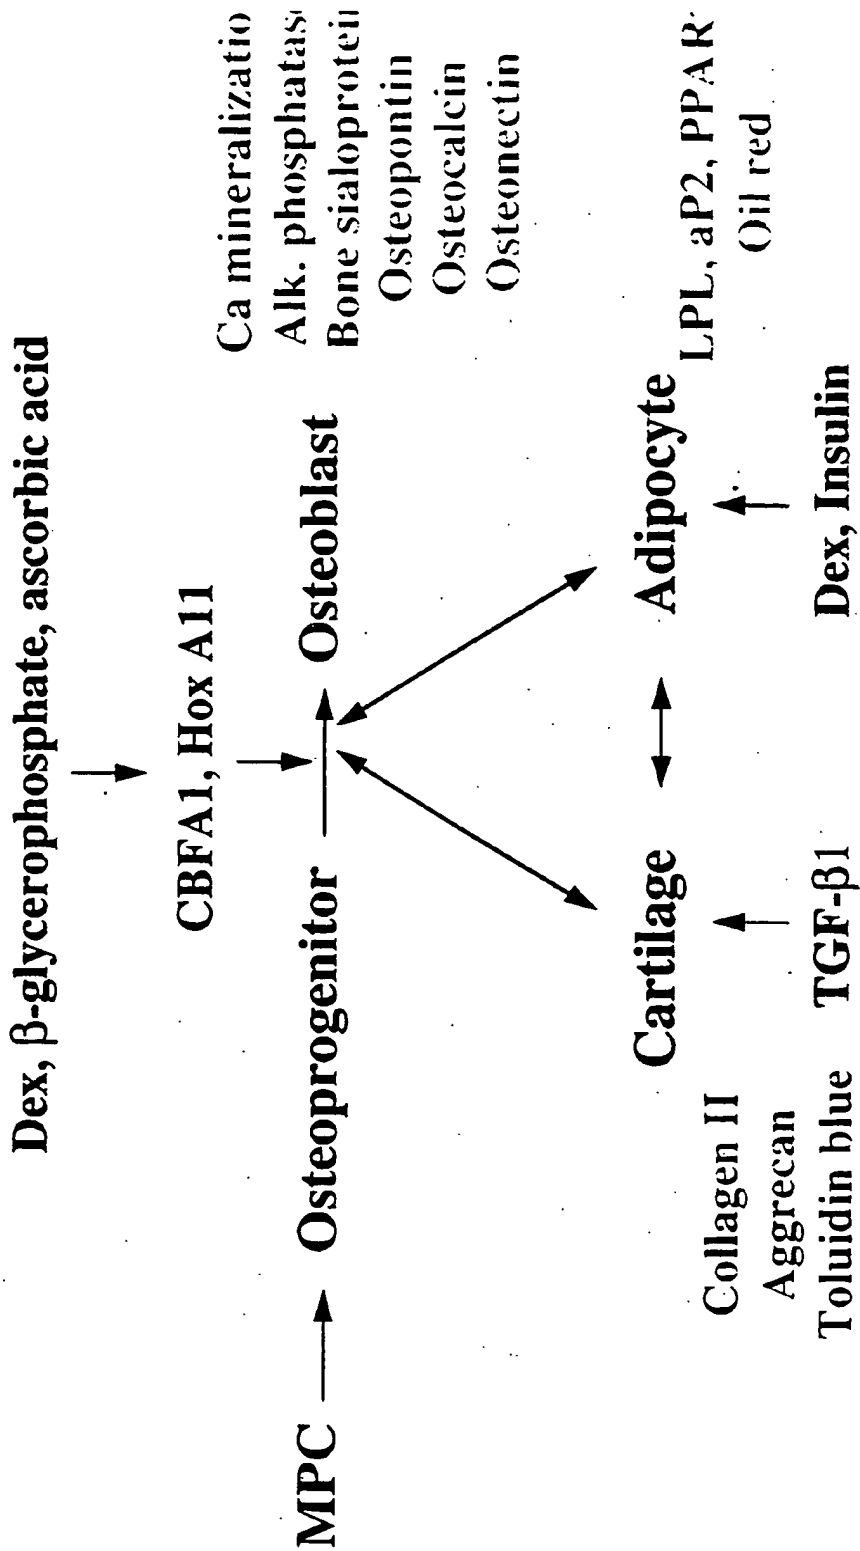 Dex, β-glycerophosphate, ascorbic acid
CBFA1, Hox A11
MPC
Osteoprogenitor
Osteoblast
Ca mineralizatio
Alk. phosphatas
Bone sialoprotei
Osteopontin
Osteocalcin
Osteonectin
Cartilage
Adipocyte
Collagen II
Aggrecan
Toluidin blue
TGF-β1
LPL, aP2, PPAR
Oil red
Dex, Insulin